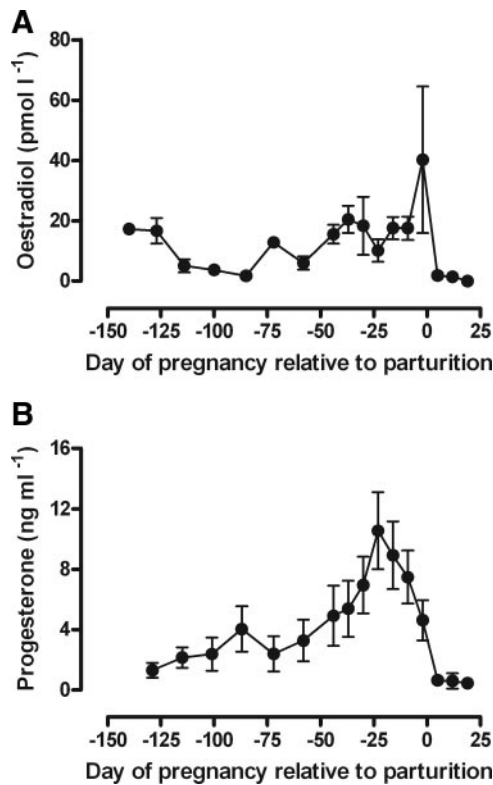 A
Oestradiol (pmol l⁻¹)
80
60
40
20
0
-150 -125 -100 -75 -50 -25 0 25
Day of pregnancy relative to parturition
B
Progesterone (ng ml⁻¹)
16
12
8
4
0
-150 -125 -100 -75 -50 -25 0 25
Day of pregnancy relative to parturition